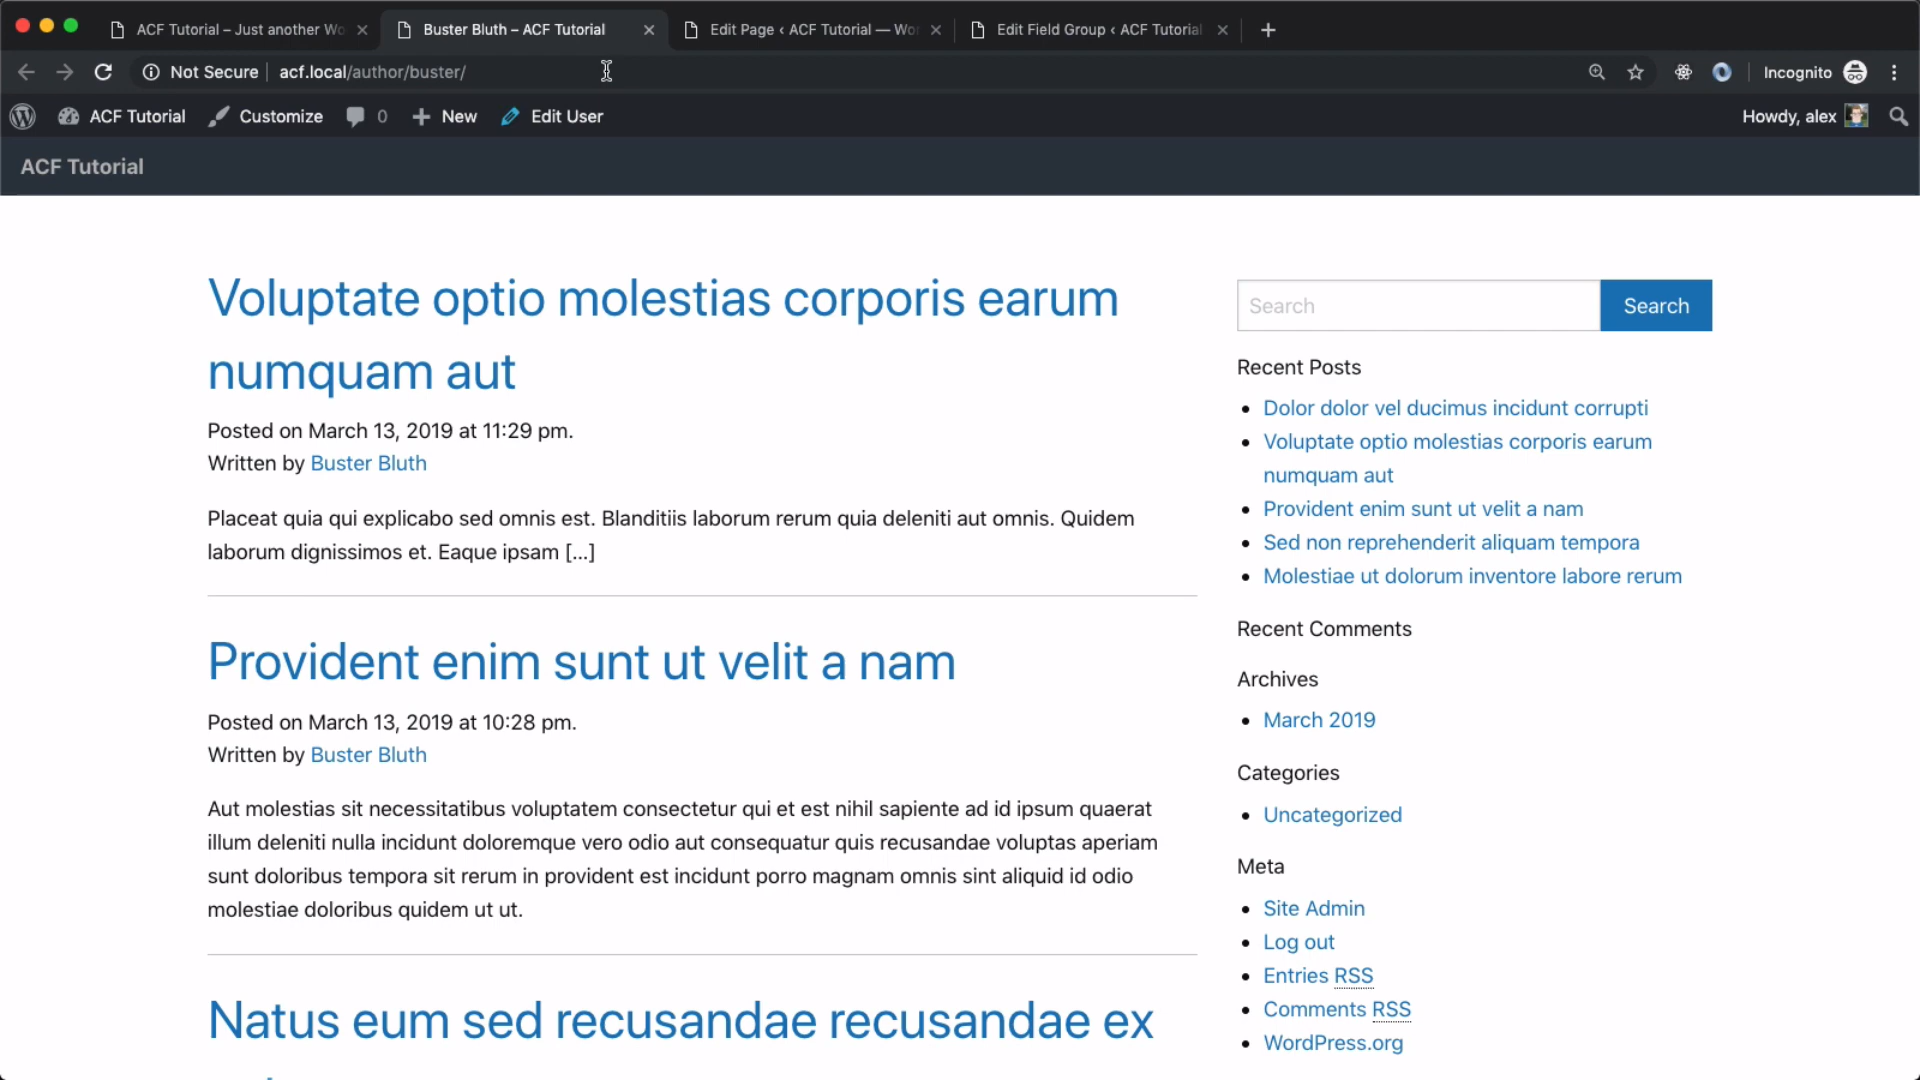 ACF Tutorial – Just another Wo
Buster Bluth – ACF Tutorial
Edit Page ‹ ACF Tutorial — Wor
Edit Field Group ‹ ACF Tutorial
Not Secure
acf.local/author/buster/
Incognito
ACF Tutorial
Customize
0
New
Edit User
Howdy, alex
ACF Tutorial
Voluptate optio molestias corporis earum
numquam aut
Posted on March 13, 2019 at 11:29 pm.
Written by Buster Bluth
Placeat quia qui explicabo sed omnis est. Blanditiis laborum rerum quia deleniti aut omnis. Quidem
laborum dignissimos et. Eaque ipsam [...]
Provident enim sunt ut velit a nam
Posted on March 13, 2019 at 10:28 pm.
Written by Buster Bluth
Aut molestias sit necessitatibus voluptatem consectetur qui et est nihil sapiente ad id ipsum quaerat
illum deleniti nulla incidunt doloremque vero odio aut consequatur quis recusandae voluptas aperiam
sunt doloribus tempora sit rerum in provident est incidunt porro magnam omnis sint aliquid id odio
molestiae doloribus quidem ut ut.
Natus eum sed recusandae recusandae ex
Search
Search
Recent Posts
Dolor dolor vel ducimus incidunt corrupti
Voluptate optio molestias corporis earum
numquam aut
Provident enim sunt ut velit a nam
Sed non reprehenderit aliquam tempora
Molestiae ut dolorum inventore labore rerum
Recent Comments
Archives
March 2019
Categories
Uncategorized
Meta
Site Admin
Log out
Entries RSS
Comments RSS
WordPress.org